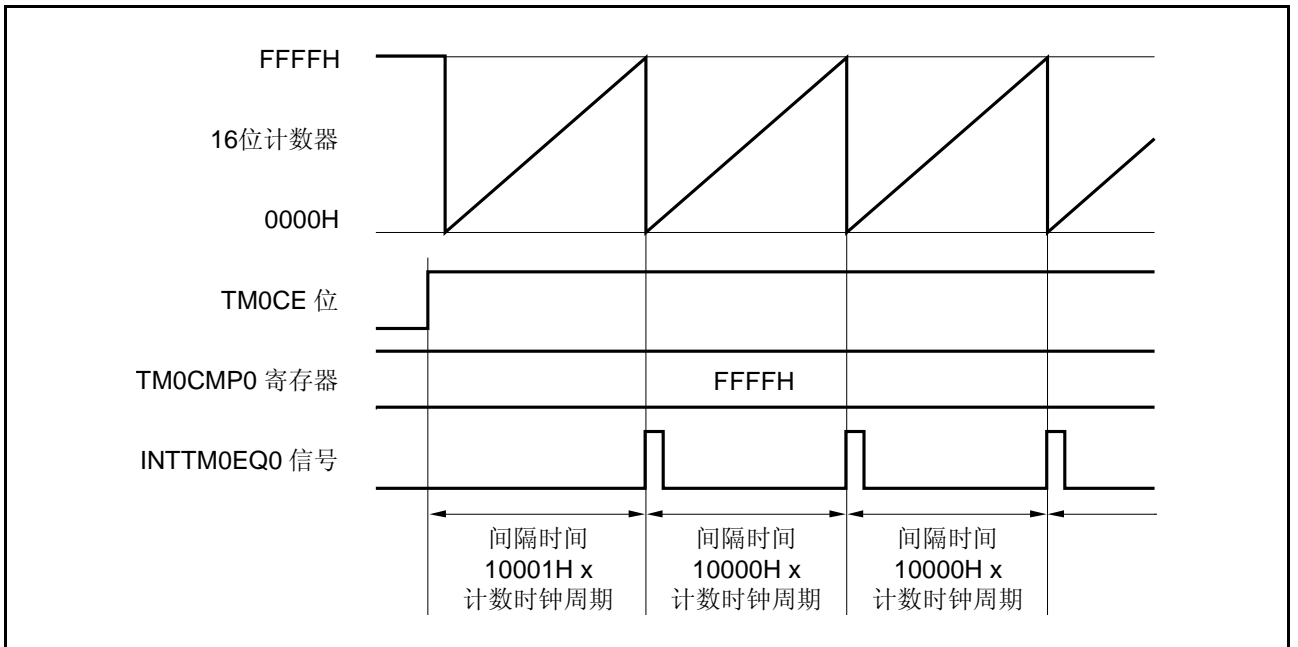 FFFFH
16位计数器
0000H
TM0CE 位
TM0CMP0 寄存器
FFFFH
INTTM0EQ0 信号
间隔时间
10001H x
计数时钟周期
间隔时间
10000H x
计数时钟周期
间隔时间
10000H x
计数时钟周期